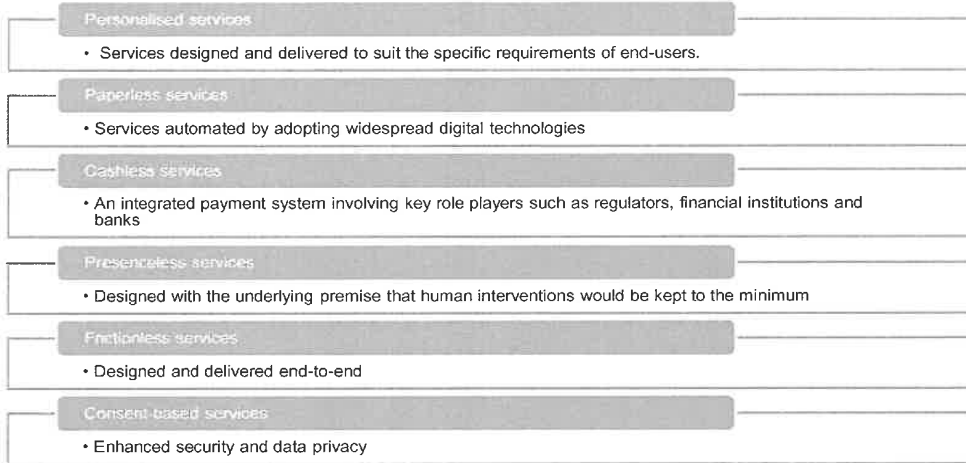 Personalised services
• Services designed and delivered to suit the specific requirements of end-users.
Paperless services
• Services automated by adopting widespread digital technologies
Cashless services
• An integrated payment system involving key role players such as regulators, financial institutions and
banks
Presenceless services
• Designed with the underlying premise that human interventions would be kept to the minimum
Frictionless services
• Designed and delivered end-to-end
Consent-based services
• Enhanced security and data privacy